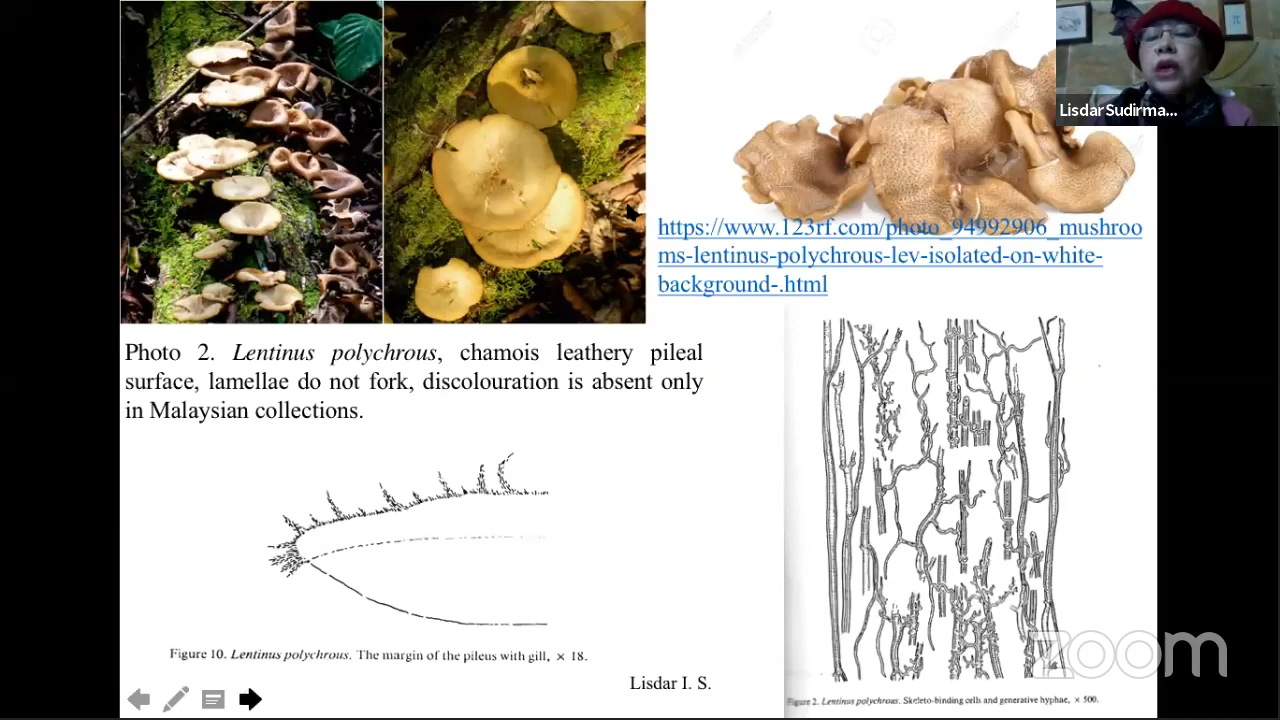 Lisdar Sudirma...
https://www.123rf.com/photo_94992906_mushroo
ms-lentinus-polychrous-lev-isolated-on-white-
background-.html
Photo 2. Lentinus polychrous, chamois leathery pileal
surface, lamellae do not fork, discolouration is absent only
in Malaysian collections.
Figure 10. Lentinus polychrous. The margin of the pileus with gill, × 18.
Lisdar I. S.
Figure 2. Lentinus polychrous. Skeleto-binding cells and generative hyphae, × 500.
zoom